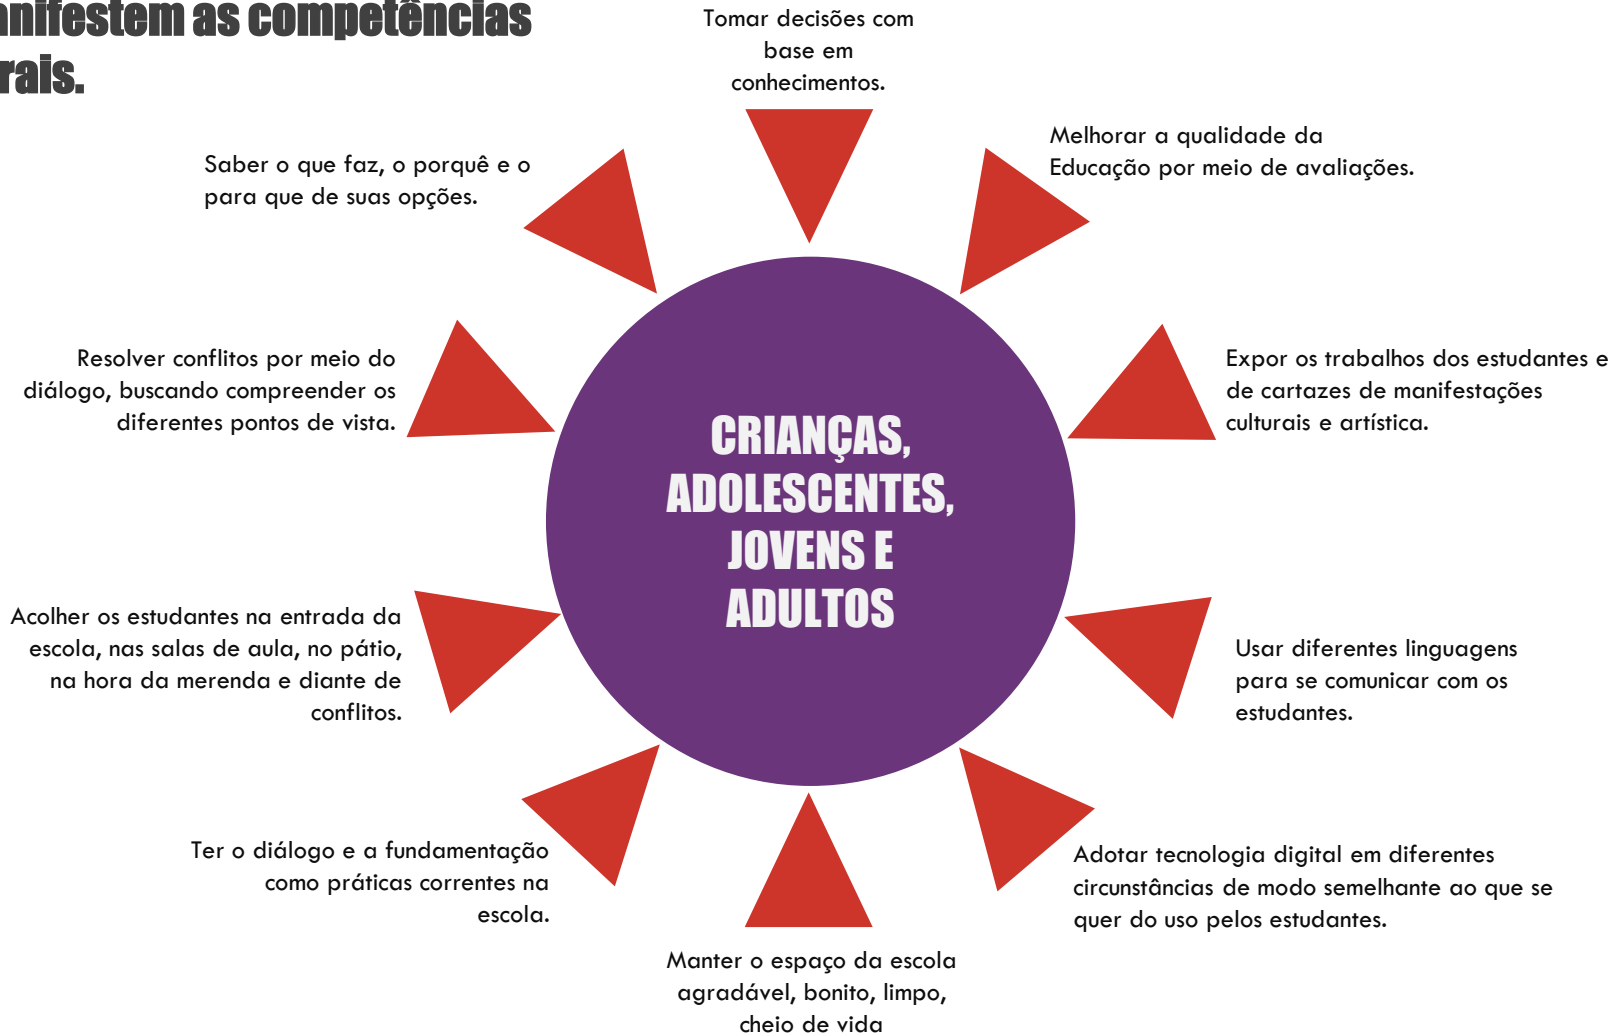 anifestem as competências
rais.
Tomar decisões com
base em
conhecimentos.
Melhorar a qualidade da
Educação por meio de avaliações.
Expor os trabalhos dos estudantes e
de cartazes de manifestações
culturais e artística.
Usar diferentes linguagens
para se comunicar com os
estudantes.
Adotar tecnologia digital em diferentes
circunstâncias de modo semelhante ao que se
quer do uso pelos estudantes.
Manter o espaço da escola
agradável, bonito, limpo,
cheio de vida
Ter o diálogo e a fundamentação
como práticas correntes na
escola.
Acolher os estudantes na entrada da
escola, nas salas de aula, no pátio,
na hora da merenda e diante de
conflitos.
Resolver conflitos por meio do
diálogo, buscando compreender os
diferentes pontos de vista.
Saber o que faz, o porquê e o
para que de suas opções.
CRIANÇAS,
ADOLESCENTES,
JOVENS E
ADULTOS